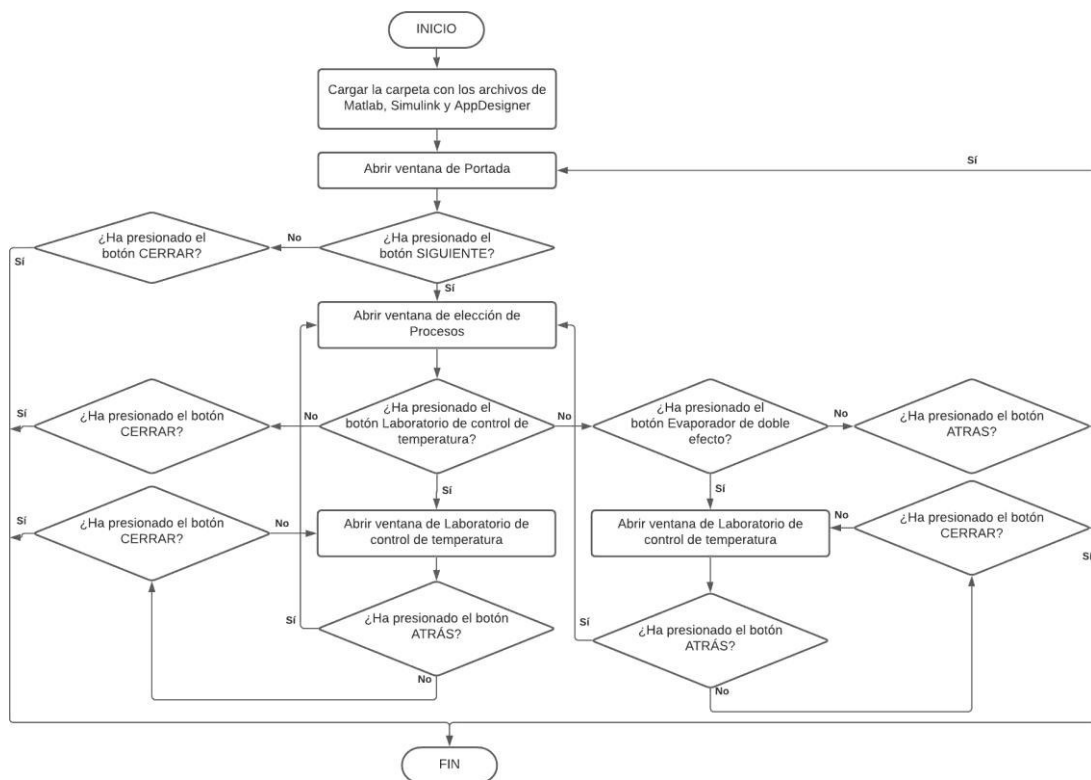 INICIO
Cargar la carpeta con los archivos de
Matlab, Simulink y AppDesigner
Abrir ventana de Portada
Sí
¿Ha presionado el
botón CERRAR?
No
¿Ha presionado el
botón SIGUIENTE?
Sí
Sí
Abrir ventana de elección de
Procesos
Sí
¿Ha presionado el botón
CERRAR?
No
¿Ha presionado el
botón Laboratorio de control de
temperatura?
No
¿Ha presionado el
botón Evaporador de doble
efecto?
No
¿Ha presionado el botón
ATRAS?
Sí
Sí
Sí
¿Ha presionado el botón
CERRAR?
No
Abrir ventana de Laboratorio de
control de temperatura
Abrir ventana de Laboratorio de
control de temperatura
No
¿Ha presionado el botón
CERRAR?
Sí
Sí
¿Ha presionado el botón
ATRÁS?
No
Sí
¿Ha presionado el botón
ATRÁS?
No
FIN